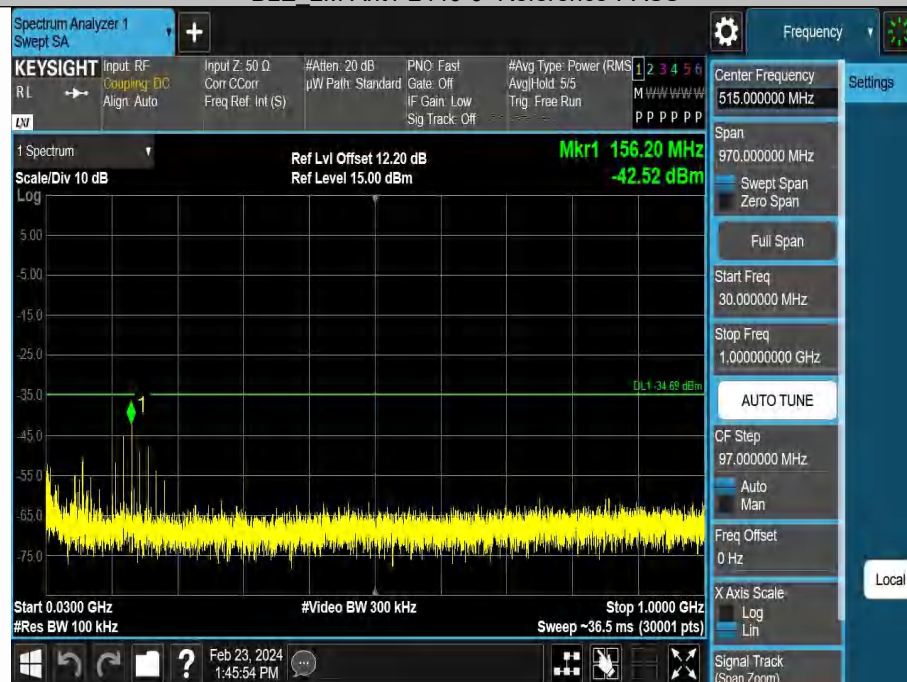 Spectrum Analyzer 1
Swept SA
+
Frequency
KEYSIGHT
RL
LXI
Input: RF
Coupling: DC
Align: Auto
Input Z: 50 Ω
Corr CCorr
Freq Ref: Int (S)
#Atten: 20 dB
µW Path: Standard
PNO: Fast
Gate: Off
IF Gain: Low
Sig Track: Off
#Avg Type: Power (RMS
Avg|Hold: 5/5
Trig: Free Run
1 2 3 4 5 6
M W W W W W
P P P P P P
Center Frequency
515.000000 MHz
Settings
1 Spectrum
Scale/Div 10 dB
Log
Ref Lvl Offset 12.20 dB
Ref Level 15.00 dBm
Mkr1 156.20 MHz
-42.52 dBm
Span
970.000000 MHz
Swept Span
Zero Span
Full Span
Start Freq
30.000000 MHz
Stop Freq
1.000000000 GHz
AUTO TUNE
CF Step
97.000000 MHz
Auto
Man
Freq Offset
0 Hz
X Axis Scale
Log
Lin
Signal Track
(Span Zoom)
Local
5.00
-5.00
-15.0
-25.0
-35.0
-45.0
-55.0
-65.0
-75.0
DL1 -34.69 dBm
1
Start 0.0300 GHz
#Res BW 100 kHz
#Video BW 300 kHz
Stop 1.0000 GHz
Sweep ~36.5 ms (30001 pts)
?
Feb 23, 2024
1:45:54 PM